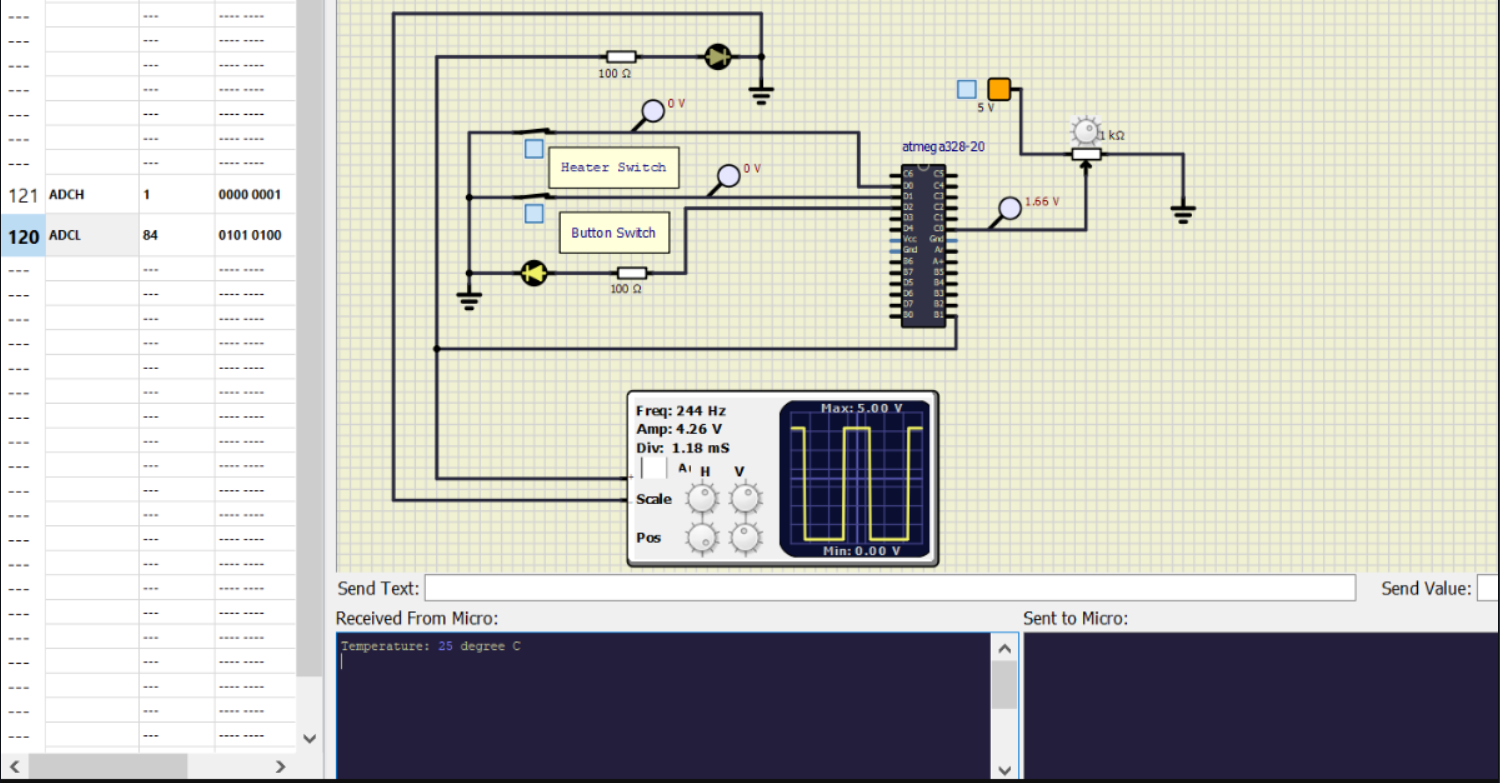 121 ADCH 1 0000 0001
120 ADCL 84 0101 0100
100 Ω
0 V
Heater Switch
0 V
Button Switch
100 Ω
5 V
1 kΩ
atmega328-20
1.66 V
C6 C5
D0 C4
D1 C3
D2 C2
D3 C1
D4 C0
Vcc Gnd
Gnd Ar
B6 A+
B7 B5
D5 B4
D6 B3
D7 B2
B0 B1
Freq: 244 Hz
Amp: 4.26 V
Div: 1.18 mS
H V
Scale
Pos
Max: 5.00 V
Min: 0.00 V
Send Text:
Send Value:
Received From Micro:
Sent to Micro:
Temperature: 25 degree C